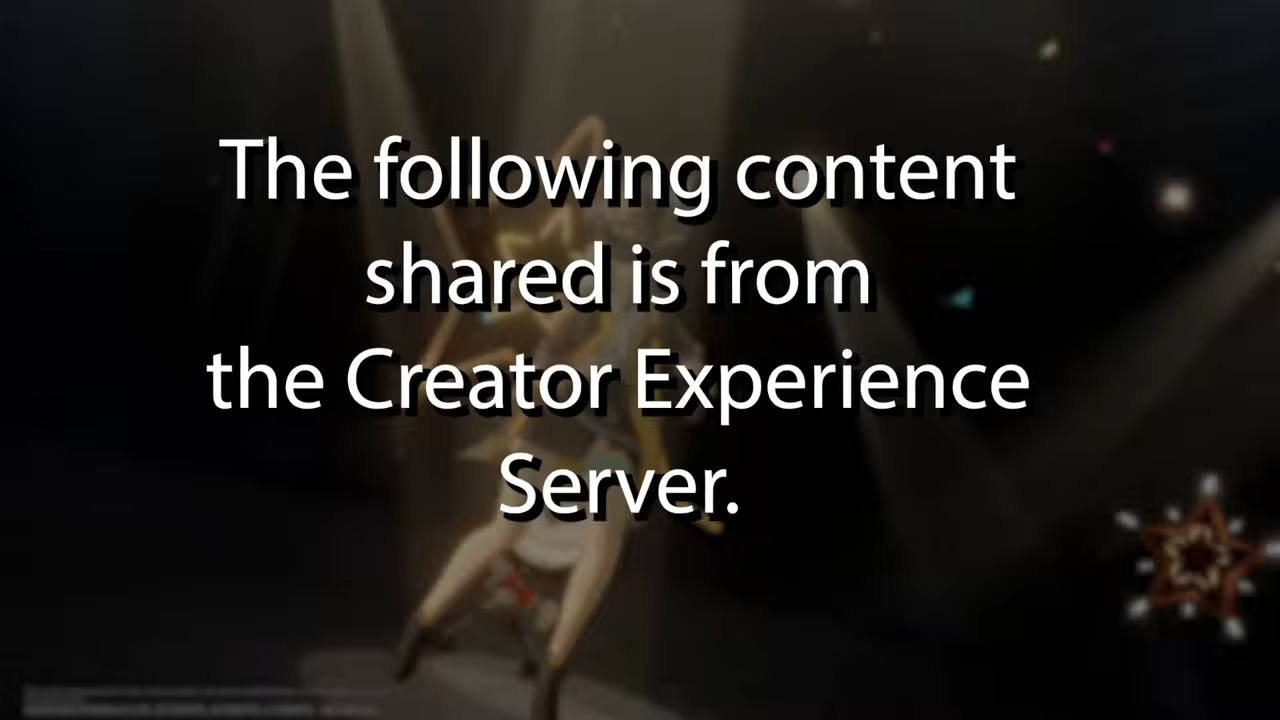 The following content
shared is from
the Creator Experience
Server.